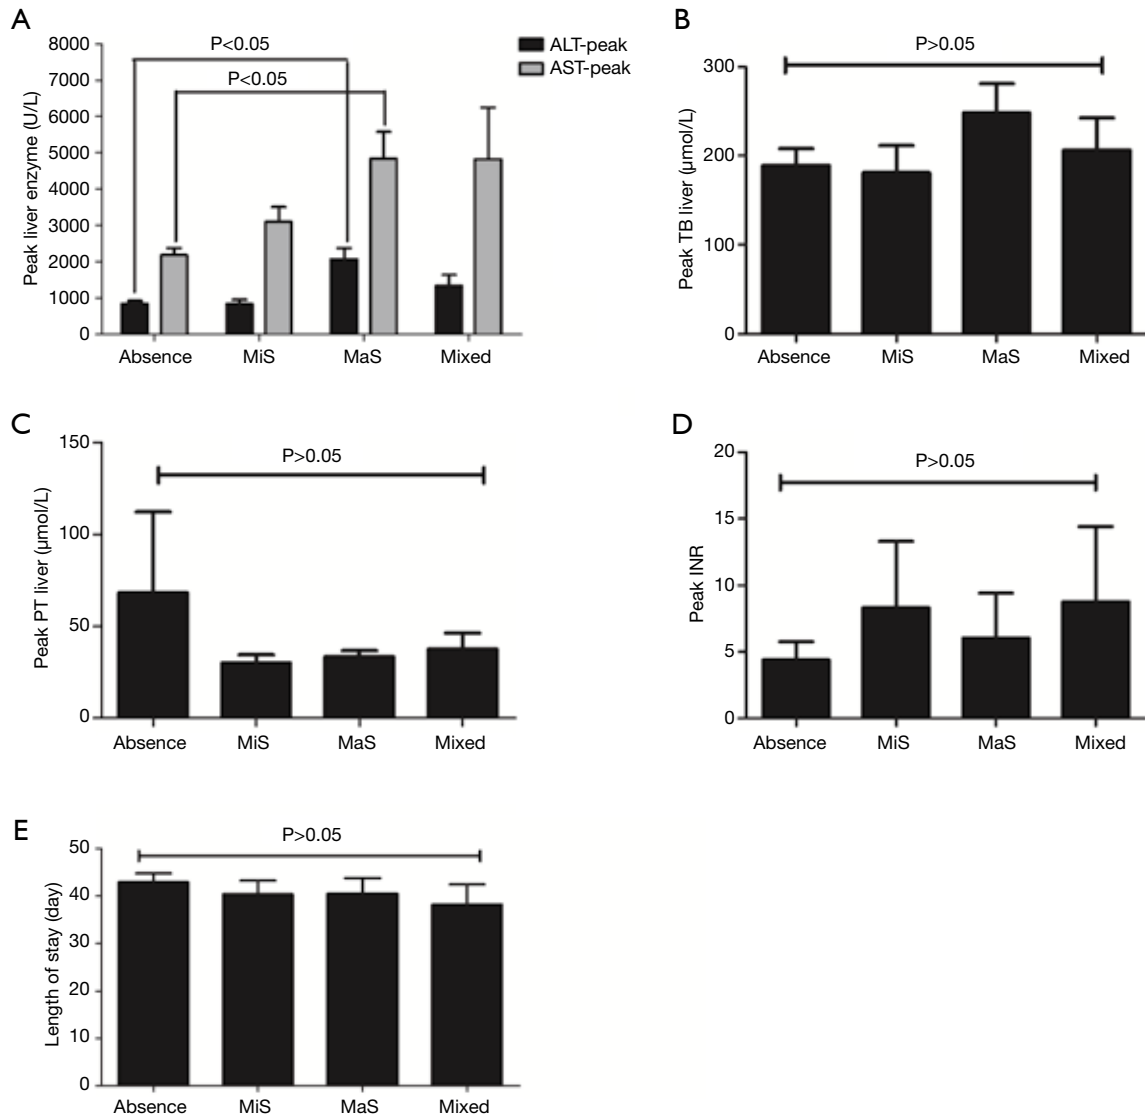 A
P<0.05
P<0.05
ALT-peak
AST-peak
Peak liver enzyme (U/L)
8000
7000
6000
5000
4000
3000
2000
1000
0
Absence MiS MaS Mixed
B
P>0.05
Peak TB liver (μmol/L)
300
200
100
0
Absence MiS MaS Mixed
C
P>0.05
Peak PT liver (μmol/L)
150
100
50
0
Absence MiS MaS Mixed
D
P>0.05
Peak INR
20
15
10
5
0
Absence MiS MaS Mixed
E
P>0.05
Length of stay (day)
50
40
30
20
10
0
Absence MiS MaS Mixed